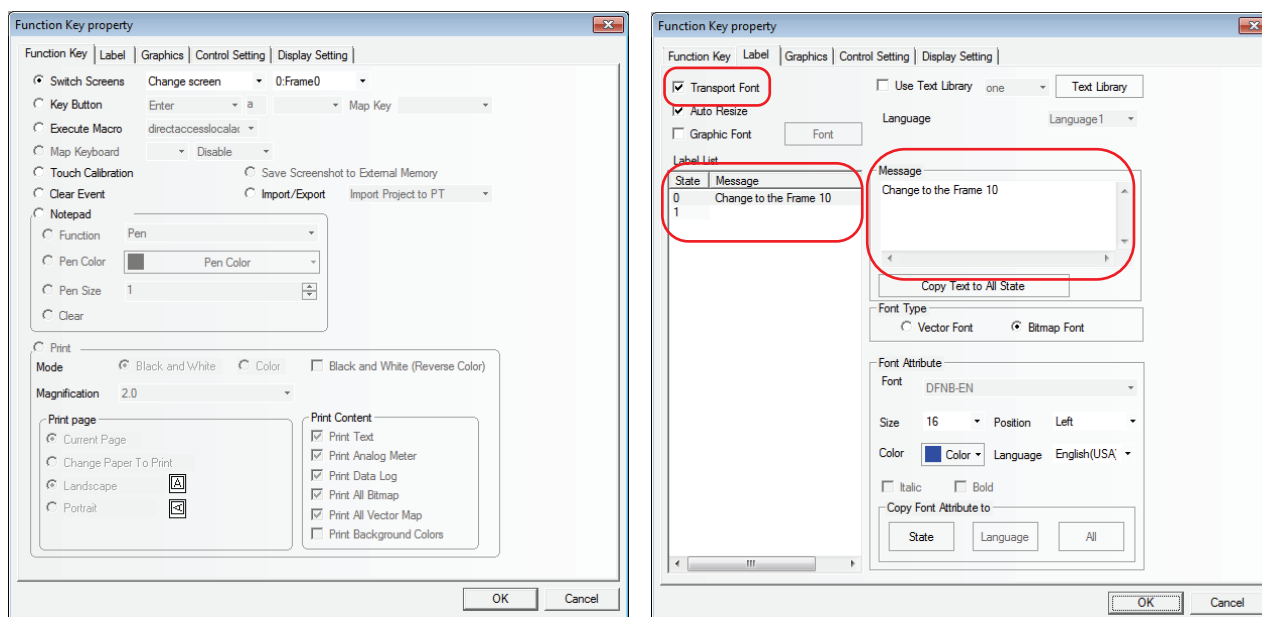 Function Key property
Function Key Label Graphics Control Setting Display Setting
Switch Screens Change screen 0:Frame0
Key Button Enter a Map Key
Execute Macro directaccesslocalac
Map Keyboard Disable
Touch Calibration Save Screenshot to External Memory
Clear Event Import/Export Import Project to PT
Notepad
Function Pen
Pen Color Pen Color
Pen Size 1
Clear
Print
Mode Black and White Color Black and White (Reverse Color)
Magnification 2.0
Print page
Current Page
Change Paper To Print
Landscape A
Portrait A
Print Content
Print Text
Print Analog Meter
Print Data Log
Print All Bitmap
Print All Vector Map
Print Background Colors
OK Cancel
Function Key property
Function Key Label Graphics Control Setting Display Setting
Transport Font
Auto Resize
Graphic Font Font
Label List
State Message
0 Change to the Frame 10
1
Use Text Library one Text Library
Language Language1
Message
Change to the Frame 10
Copy Text to All State
Font Type
Vector Font Bitmap Font
Font Attribute
Font DFNB-EN
Size 16 Position Left
Color Color Language English(USA)
Italic Bold
Copy Font Attribute to
State Language All
OK Cancel